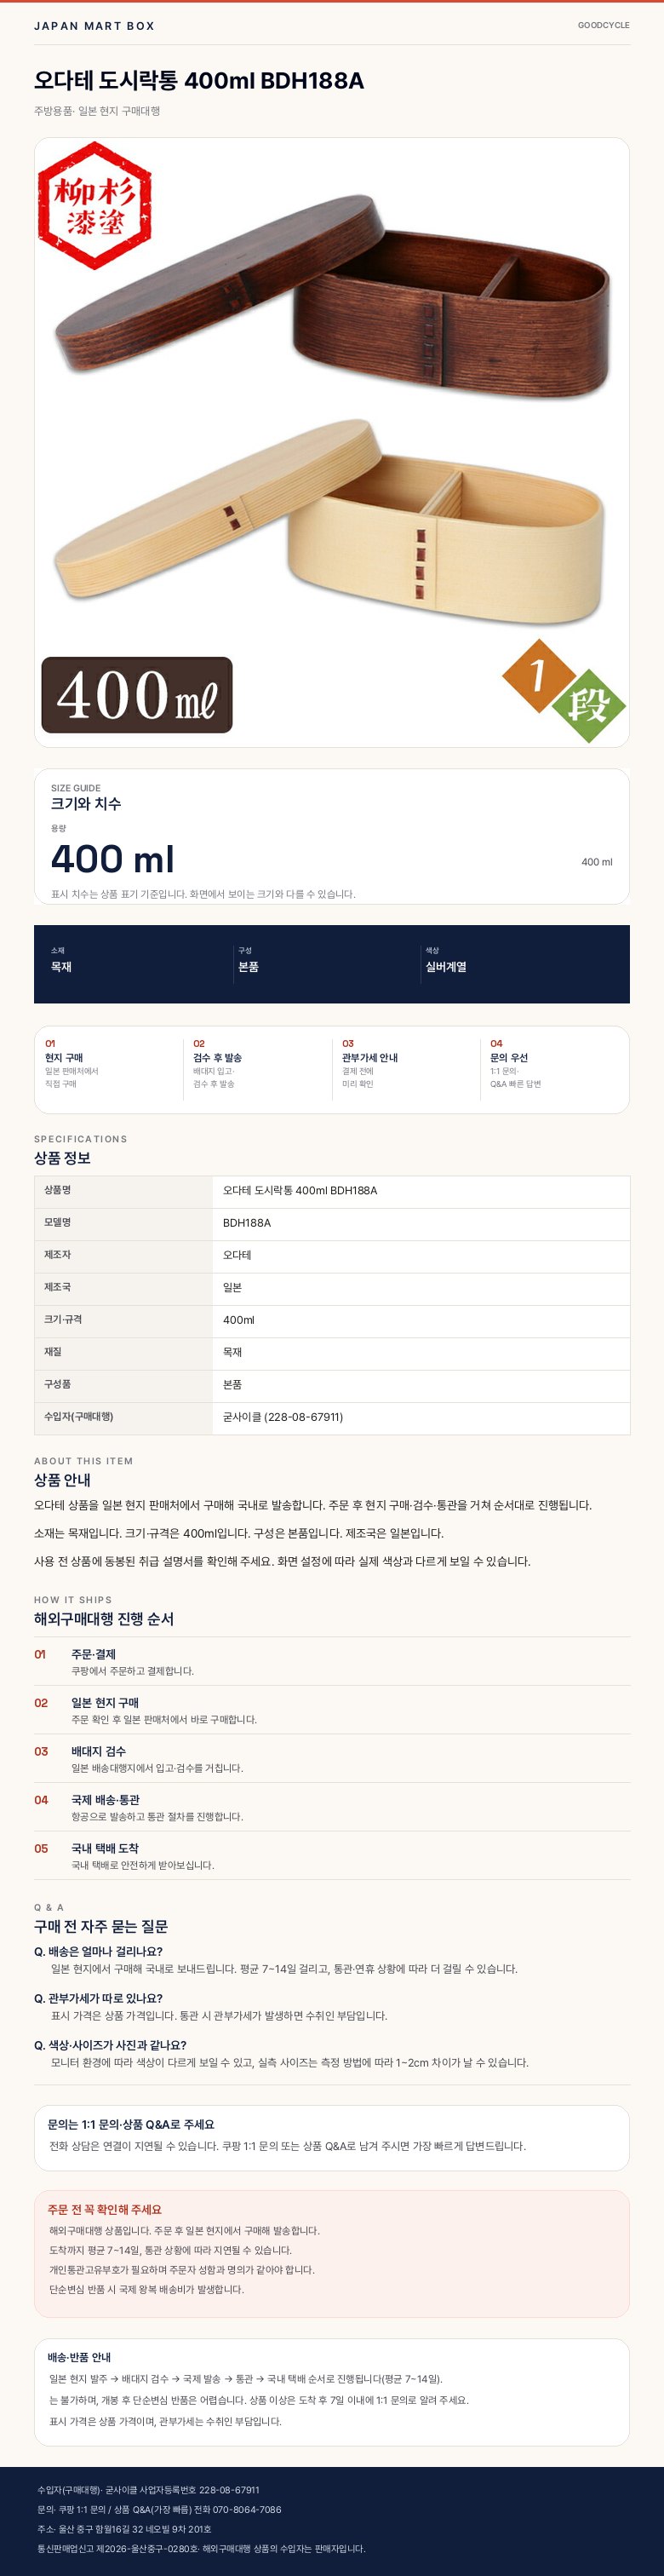 JAPAN MART BOX
GOODCYCLE
오다테 도시락통 400ml BDH188A
주방용품· 일본 현지 구매대행
柳杉
漆塗
400㎖
1
段
SIZE GUIDE
크기와 치수
용량
400 ml
400 ml
표시 치수는 상품 표기 기준입니다. 화면에서 보이는 크기와 다를 수 있습니다.
소재
목재
구성
본품
색상
실버계열
01
현지 구매
일본 판매처에서
직접 구매
02
검수 후 발송
배대지 입고·
검수 후 발송
03
관부가세 안내
결제 전에
미리 확인
04
문의 우선
1:1 문의·
Q&A 빠른 답변
SPECIFICATIONS
상품 정보
상품명 오다테 도시락통 400ml BDH188A
모델명 BDH188A
제조자 오다테
제조국 일본
크기·규격 400ml
재질 목재
구성품 본품
수입자(구매대행) 굳사이클 (228-08-67911)
ABOUT THIS ITEM
상품 안내
오다테 상품을 일본 현지 판매처에서 구매해 국내로 발송합니다. 주문 후 현지 구매·검수·통관을 거쳐 순서대로 진행됩니다.
소재는 목재입니다. 크기·규격은 400ml입니다. 구성은 본품입니다. 제조국은 일본입니다.
사용 전 상품에 동봉된 취급 설명서를 확인해 주세요. 화면 설정에 따라 실제 색상과 다르게 보일 수 있습니다.
HOW IT SHIPS
해외구매대행 진행 순서
01 주문·결제
쿠팡에서 주문하고 결제합니다.
02 일본 현지 구매
주문 확인 후 일본 판매처에서 바로 구매합니다.
03 배대지 검수
일본 배송대행지에서 입고·검수를 거칩니다.
04 국제 배송·통관
항공으로 발송하고 통관 절차를 진행합니다.
05 국내 택배 도착
국내 택배로 안전하게 받아보십니다.
Q & A
구매 전 자주 묻는 질문
Q. 배송은 얼마나 걸리나요?
일본 현지에서 구매해 국내로 보내드립니다. 평균 7~14일 걸리고, 통관·연휴 상황에 따라 더 걸릴 수 있습니다.
Q. 관부가세가 따로 있나요?
표시 가격은 상품 가격입니다. 통관 시 관부가세가 발생하면 수취인 부담입니다.
Q. 색상·사이즈가 사진과 같나요?
모니터 환경에 따라 색상이 다르게 보일 수 있고, 실측 사이즈는 측정 방법에 따라 1~2cm 차이가 날 수 있습니다.
문의는 1:1 문의·상품 Q&A로 주세요
전화 상담은 연결이 지연될 수 있습니다. 쿠팡 1:1 문의 또는 상품 Q&A로 남겨 주시면 가장 빠르게 답변드립니다.
주문 전 꼭 확인해 주세요
해외구매대행 상품입니다. 주문 후 일본 현지에서 구매해 발송합니다.
도착까지 평균 7~14일, 통관 상황에 따라 지연될 수 있습니다.
개인통관고유부호가 필요하며 주문자 성함과 명의가 같아야 합니다.
단순변심 반품 시 국제 왕복 배송비가 발생합니다.
배송·반품 안내
일본 현지 발주 → 배대지 검수 → 국제 발송 → 통관 → 국내 택배 순서로 진행됩니다(평균 7~14일).
는 불가하며, 개봉 후 단순변심 반품은 어렵습니다. 상품 이상은 도착 후 7일 이내에 1:1 문의로 알려 주세요.
표시 가격은 상품 가격이며, 관부가세는 수취인 부담입니다.
수입자(구매대행)· 굳사이클 사업자등록번호 228-08-67911
문의· 쿠팡 1:1 문의 / 상품 Q&A(가장 빠름) 전화 070-8064-7086
주소· 울산 중구 함월16길 32 네오빌 9차 201호
통신판매업신고 제2026-울산중구-0280호· 해외구매대행 상품의 수입자는 판매자입니다.